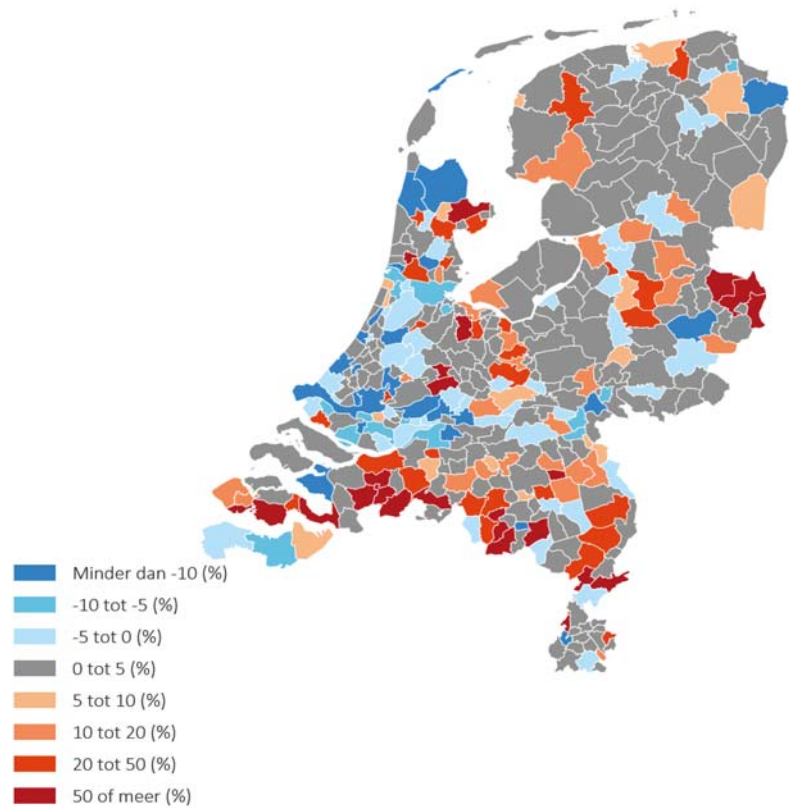 Minder dan -10 (%)
-10 tot -5 (%)
-5 tot 0 (%)
0 tot 5 (%)
5 tot 10 (%)
10 tot 20 (%)
20 tot 50 (%)
50 of meer (%)